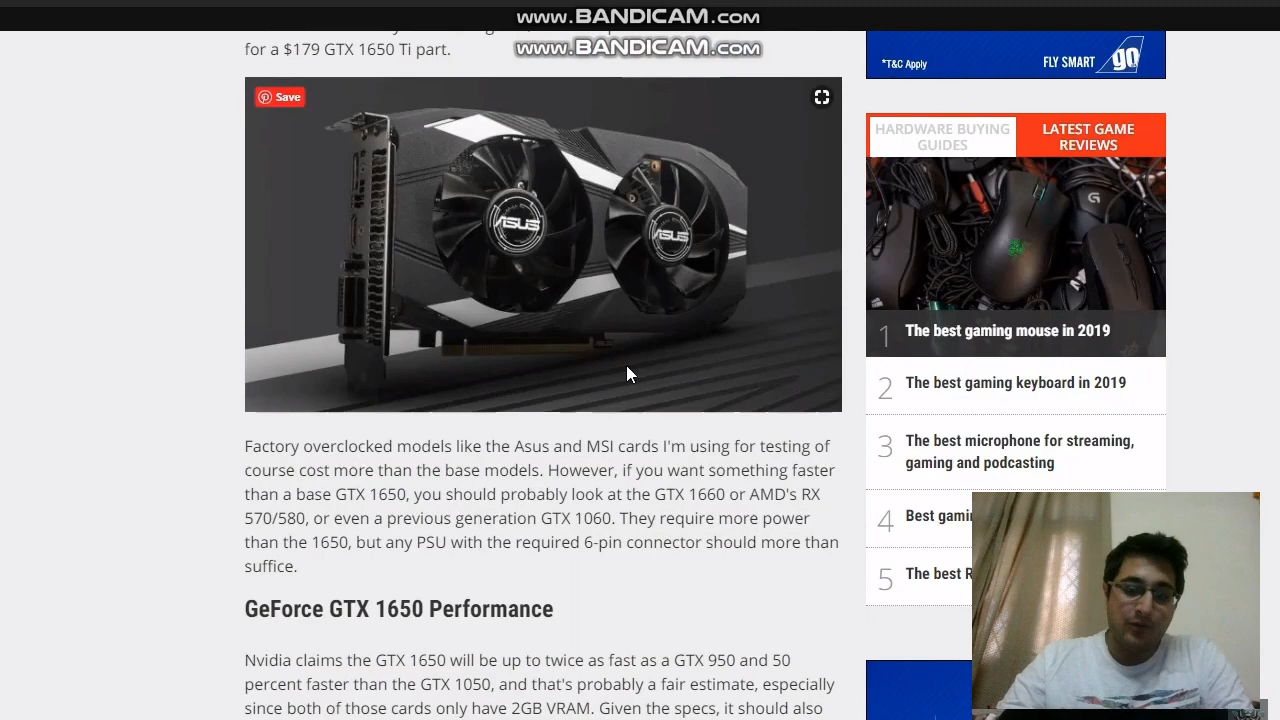 www.BANDICAM.com
www.BANDICAM.com
for a $179 GTX 1650 Ti part.
Save
ASUS
ASUS
Factory overclocked models like the Asus and MSI cards I'm using for testing of
course cost more than the base models. However, if you want something faster
than a base GTX 1650, you should probably look at the GTX 1660 or AMD's RX
570/580, or even a previous generation GTX 1060. They require more power
than the 1650, but any PSU with the required 6-pin connector should more than
suffice.
GeForce GTX 1650 Performance
Nvidia claims the GTX 1650 will be up to twice as fast as a GTX 950 and 50
percent faster than the GTX 1050, and that's probably a fair estimate, especially
since both of those cards only have 2GB VRAM. Given the specs, it should also
*T&C Apply
FLY SMART go
HARDWARE BUYING
GUIDES
LATEST GAME
REVIEWS
G
1 The best gaming mouse in 2019
2 The best gaming keyboard in 2019
3 The best microphone for streaming,
gaming and podcasting
4 Best gami
5 The best R